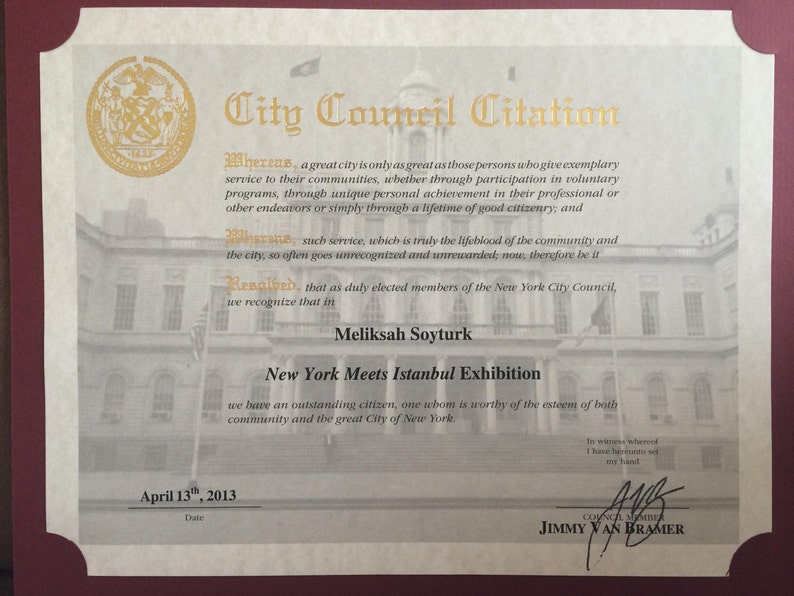 City Council Citation
Whereas, a great city is only as great as those persons who give exemplary
service to their communities, whether through participation in voluntary
programs, through unique personal achievement in their professional or
other endeavors or simply through a lifetime of good citizenry; and
Whereas, such service, which is truly the lifeblood of the community and
the city, so often goes unrecognized and unrewarded; now, therefore be it
Resolved, that as duly elected members of the New York City Council,
we recognize that in
Meliksah Soyturk
New York Meets Istanbul Exhibition
we have an outstanding citizen, one whom is worthy of the esteem of both
community and the great City of New York.
In witness whereof
I have hereunto set
my hand
April 13th, 2013
Date
COUNCIL MEMBER
JIMMY VAN BRAMER
1625